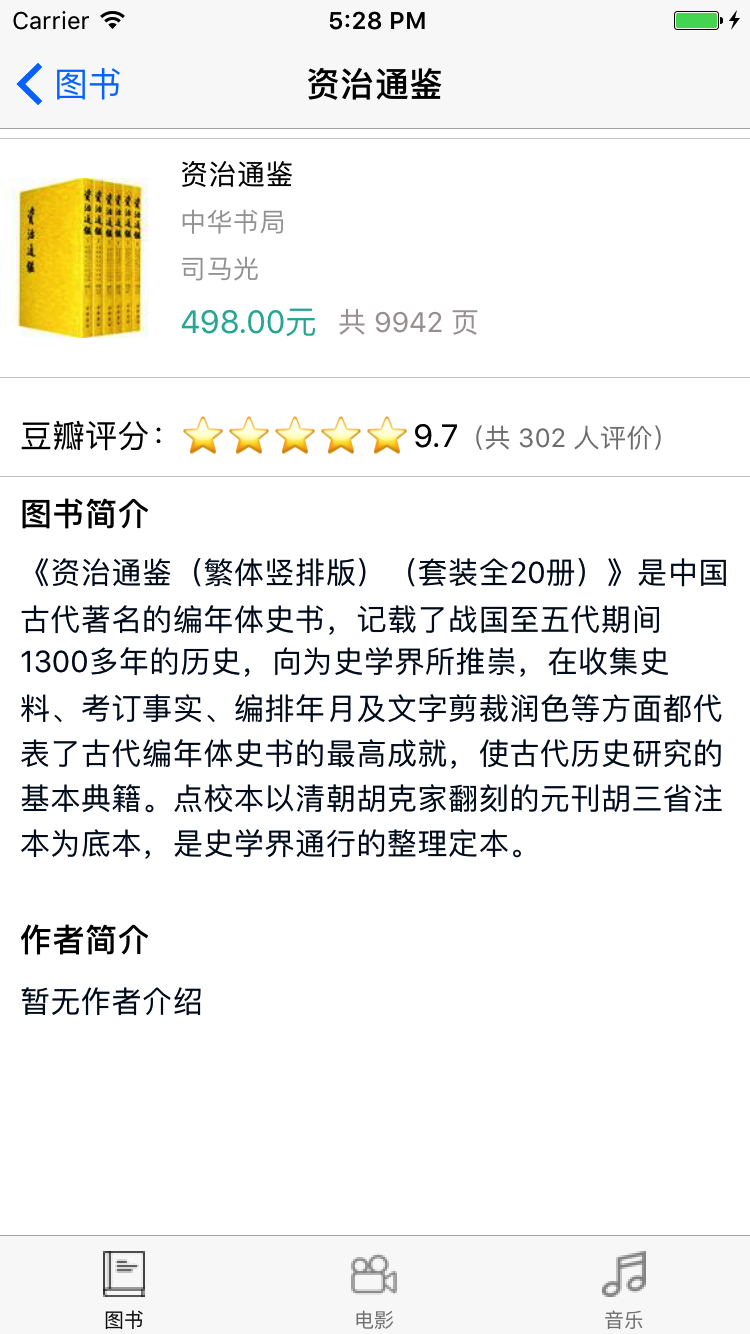 Carrier 5:28 PM
图书 资治通鉴
资治通鉴
中华书局
司马光
498.00元 共 9942 页
豆瓣评分： 9.7（共 302 人评价）
图书简介
《资治通鉴（繁体竖排版）（套装全20册）》是中国
古代著名的编年体史书，记载了战国至五代期间
1300多年的历史，向为史学界所推崇，在收集史
料、考订事实、编排年月及文字剪裁润色等方面都代
表了古代编年体史书的最高成就，使古代历史研究的
基本典籍。点校本以清朝胡克家翻刻的元刊胡三省注
本为底本，是史学界通行的整理定本。
作者简介
暂无作者介绍
图书 电影 音乐